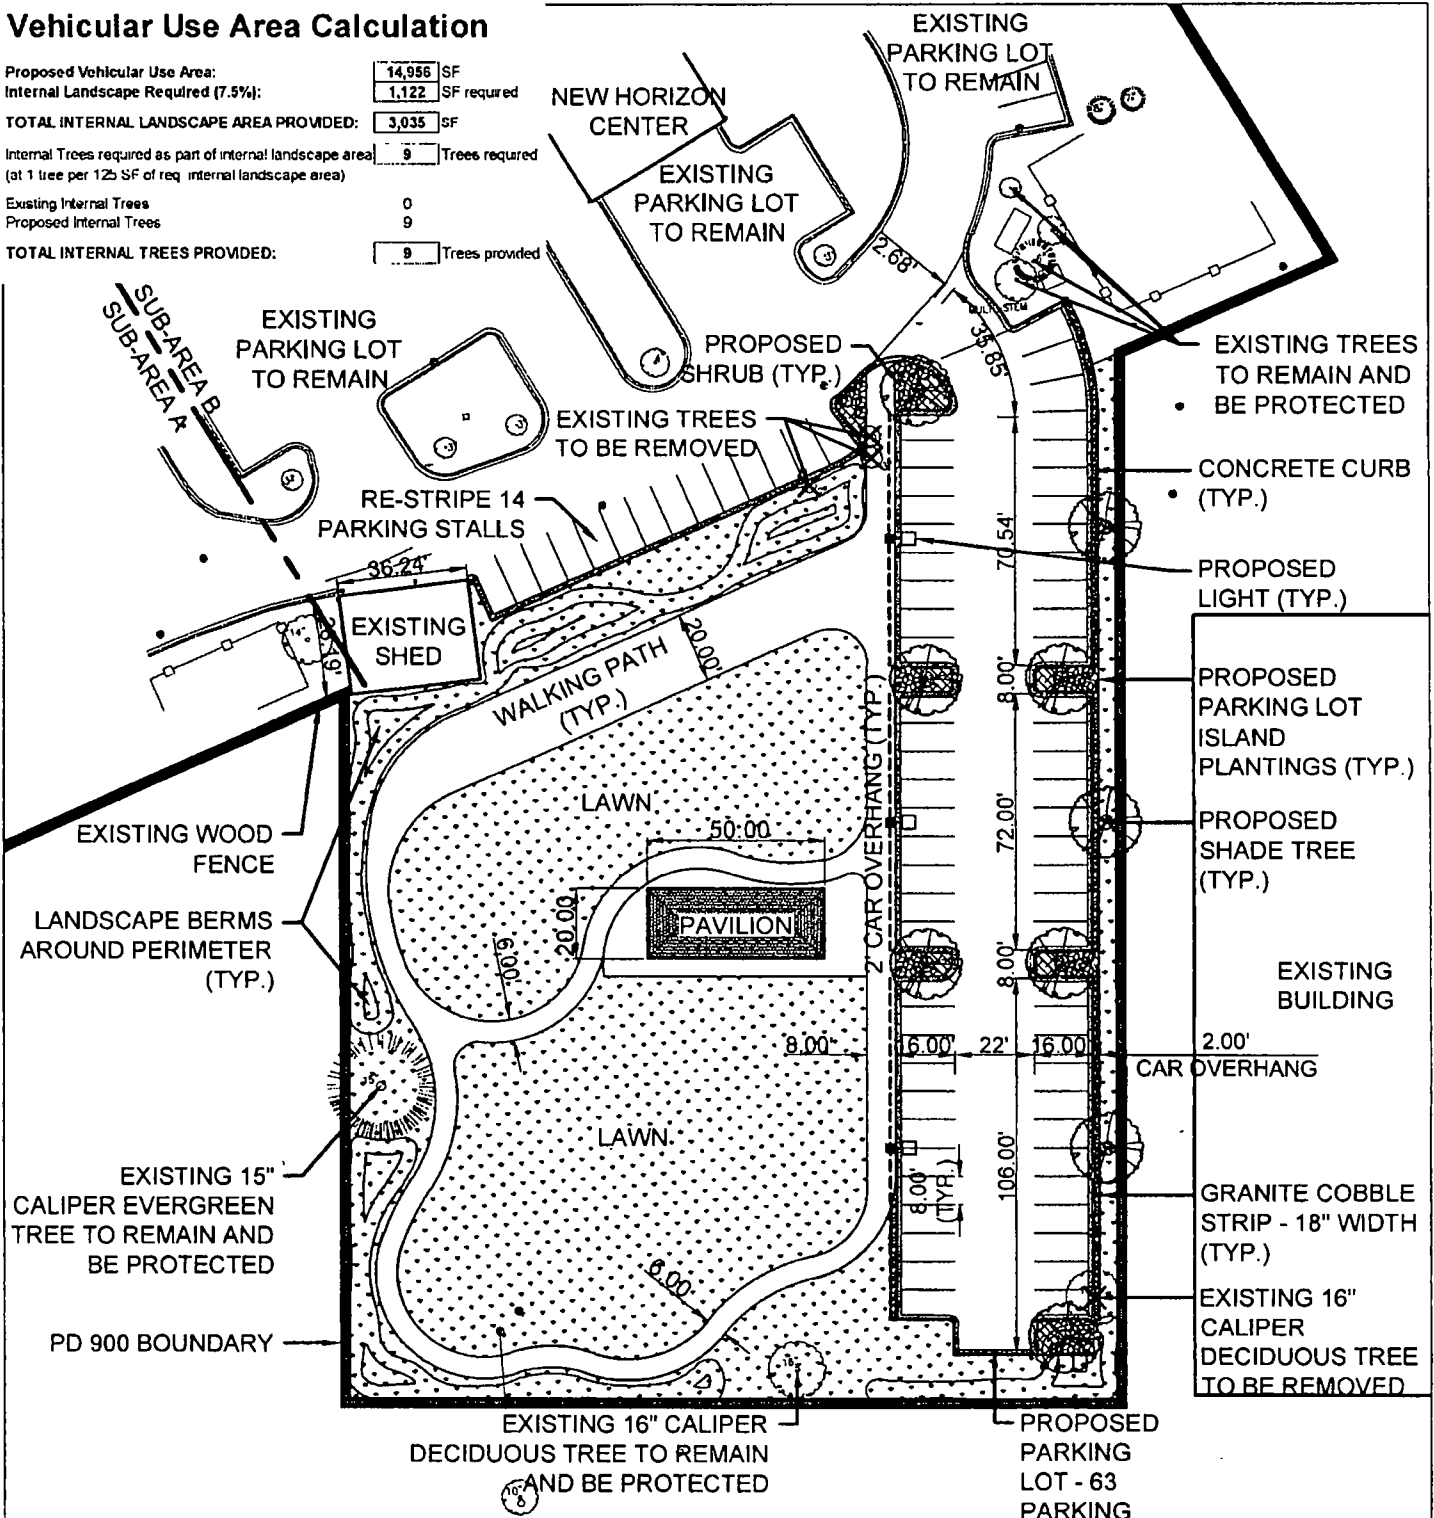 Vehicular Use Area Calculation
Proposed Vehicular Use Area: 14,956 SF
Internal Landscape Required (7.5%): 1,122 SF required
TOTAL INTERNAL LANDSCAPE AREA PROVIDED: 3,035 SF
Internal Trees required as part of internal landscape area 9 Trees required
(at 1 tree per 125 SF of req internal landscape area)
Existing Internal Trees 0
Proposed Internal Trees 9
TOTAL INTERNAL TREES PROVIDED: 9 Trees provided
EXISTING
PARKING LOT
TO REMAIN
NEW HORIZON
CENTER
EXISTING
PARKING LOT
TO REMAIN
2.68'
SUB-AREA B
SUB-AREA A
EXISTING
PARKING LOT
TO REMAIN
MULTI-STEM
35.85'
PROPOSED
SHRUB (TYP.)
EXISTING TREES
TO REMAIN AND
BE PROTECTED
EXISTING TREES
TO BE REMOVED
CONCRETE CURB
(TYP.)
RE-STRIPE 14
PARKING STALLS
70.54'
36.24'
PROPOSED
LIGHT (TYP.)
EXISTING
SHED
20.00'
WALKING PATH
(TYP.)
8.00'
PROPOSED
PARKING LOT
ISLAND
PLANTINGS (TYP.)
2' CAR OVERHANG (TYP.)
LAWN
EXISTING WOOD
FENCE
50.00
72.00'
PROPOSED
SHADE TREE
(TYP.)
LANDSCAPE BERMS
AROUND PERIMETER
(TYP.)
20.00
PAVILION
6.00'
8.00'
EXISTING
BUILDING
8.00'
16.00'
22'
16.00'
2.00'
CAR OVERHANG
15"
LAWN
EXISTING 15"
CALIPER EVERGREEN
TREE TO REMAIN AND
BE PROTECTED
8.00'
(TYP.)
106.00'
GRANITE COBBLE
STRIP - 18" WIDTH
(TYP.)
6.00'
PD 900 BOUNDARY
EXISTING 16"
CALIPER
DECIDUOUS TREE
TO BE REMOVED
EXISTING 16" CALIPER
DECIDUOUS TREE TO REMAIN
AND BE PROTECTED
PROPOSED
PARKING
LOT - 63
PARKING